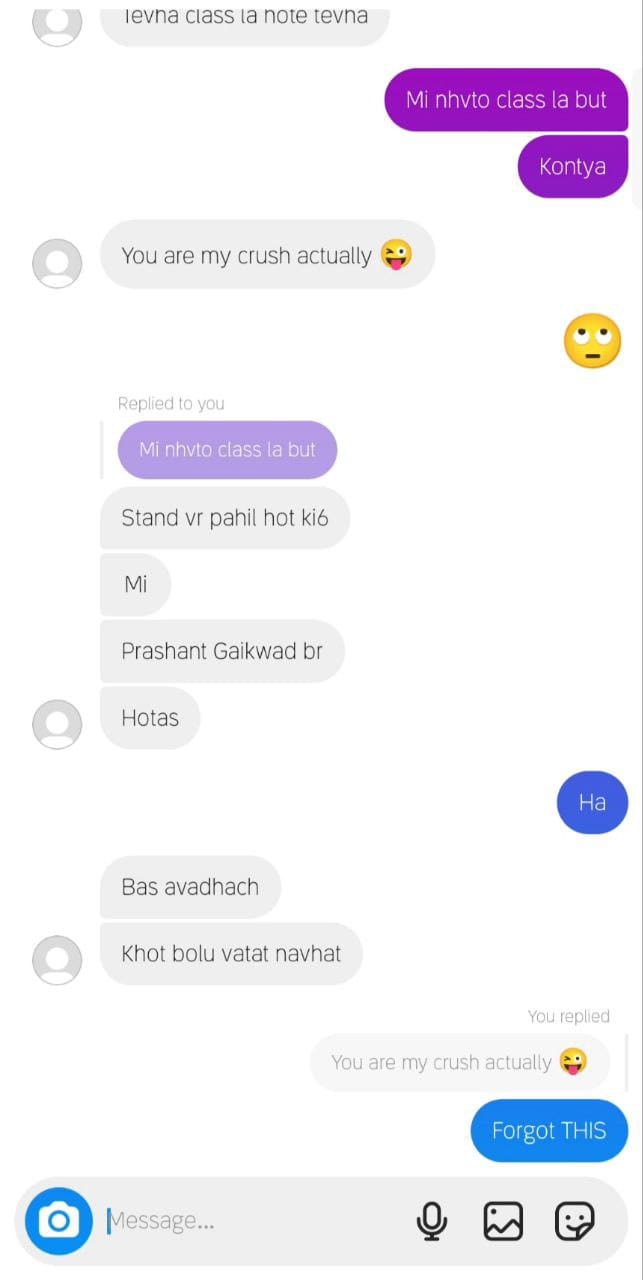 Tevha class la hote tevha
Mi nhvto class la but
Kontya
You are my crush actually 😜
🙄
Replied to you
Mi nhvto class la but
Stand vr pahil hot ki6
Mi
Prashant Gaikwad br
Hotas
Ha
Bas avadhach
Khot bolu vatat navhat
You replied
You are my crush actually 😜
Forgot THIS
Message...